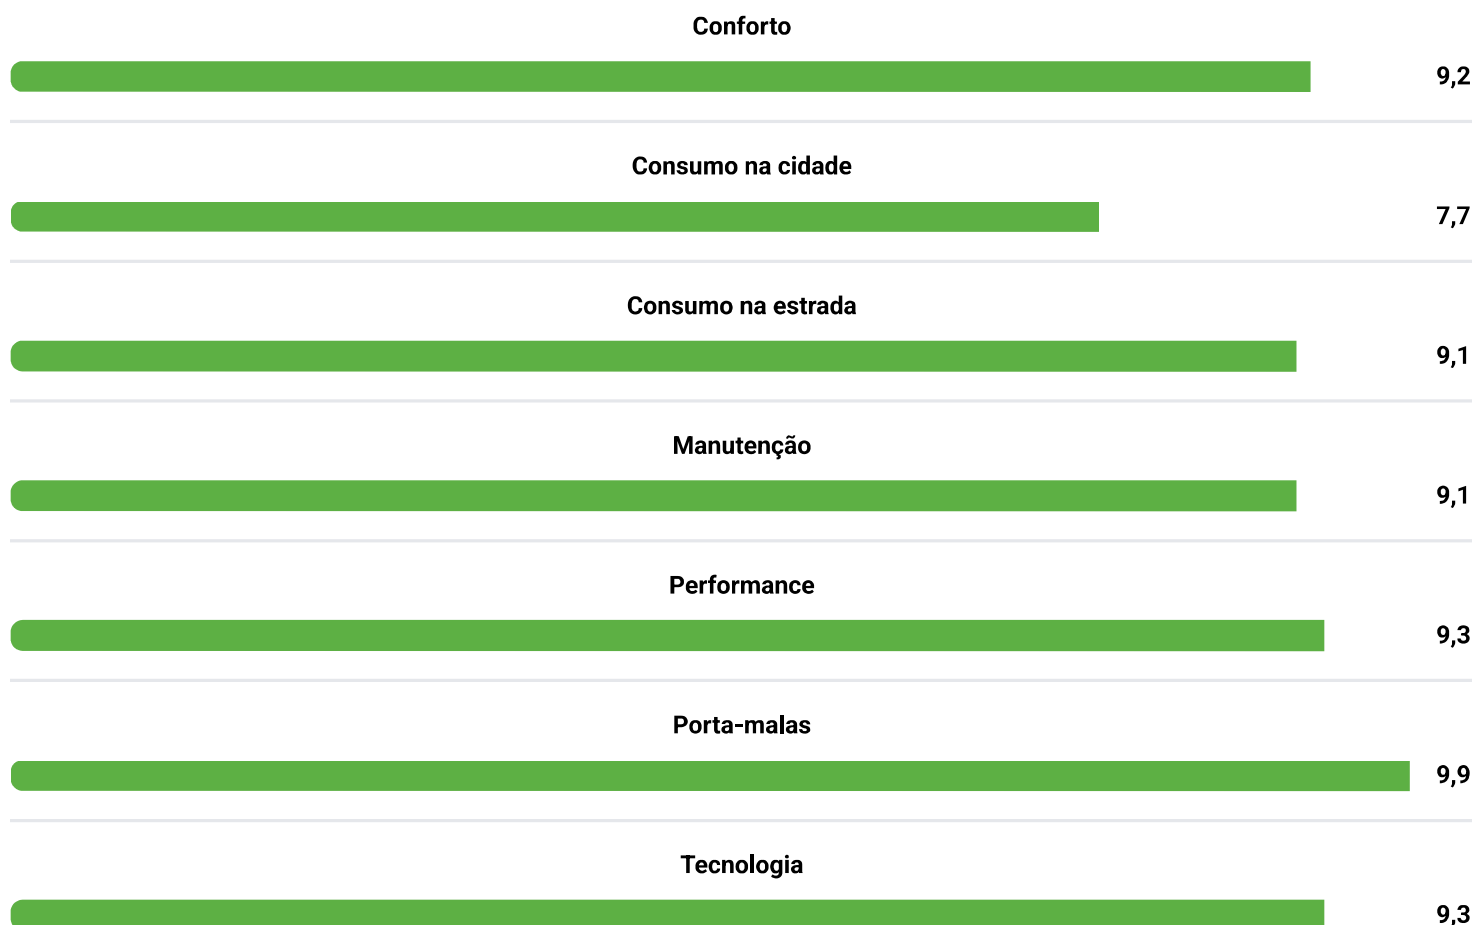 Conforto
9,2
Consumo na cidade
7,7
Consumo na estrada
9,1
Manutenção
9,1
Performance
9,3
Porta-malas
9,9
Tecnologia
9,3